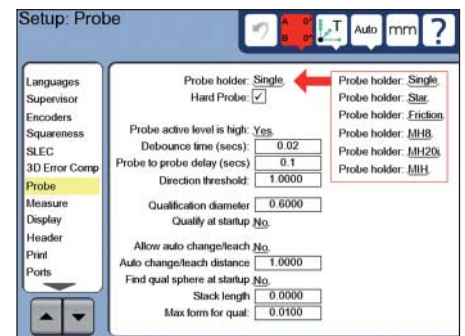 Setup: Probe
A 0°
B 0°
T
Auto
mm
?
Languages
Supervisor
Encoders
Squareness
SLEC
3D Error Comp
Probe
Measure
Display
Header
Print
Ports
Probe holder: Single
Hard Probe: ✓
Probe active level is high: Yes
Debounce time (secs): 0.02
Probe to probe delay (secs) 0.1
Direction threshold: 1.0000
Qualification diameter 0.6000
Qualify at startup No
Allow auto change/teach No
Auto change/teach distance 1.0000
Find qual sphere at startup No
Stack length 0.0000
Max form for qual: 0.0100
Probe holder: Single
Probe holder: Star
Probe holder: Friction
Probe holder: MH8
Probe holder: MH20i
Probe holder: MIH